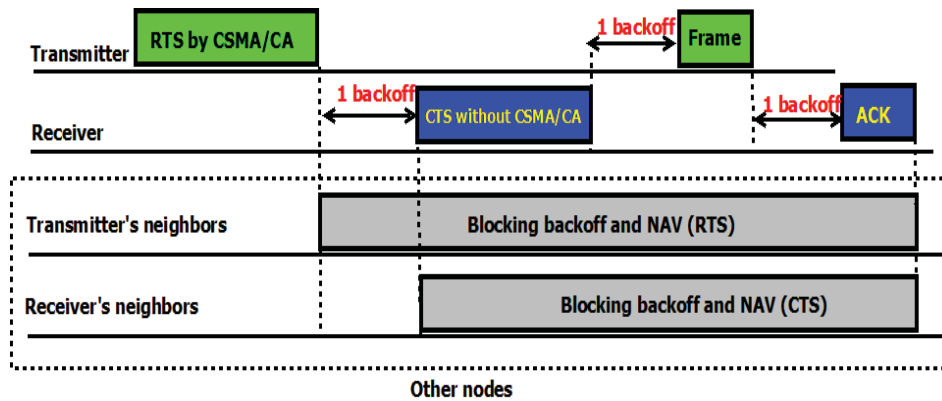 RTS by CSMA/CA
1 backoff
Frame
Transmitter
1 backoff
CTS without CSMA/CA
1 backoff
ACK
Receiver
Transmitter's neighbors
Blocking backoff and NAV (RTS)
Receiver's neighbors
Blocking backoff and NAV (CTS)
Other nodes